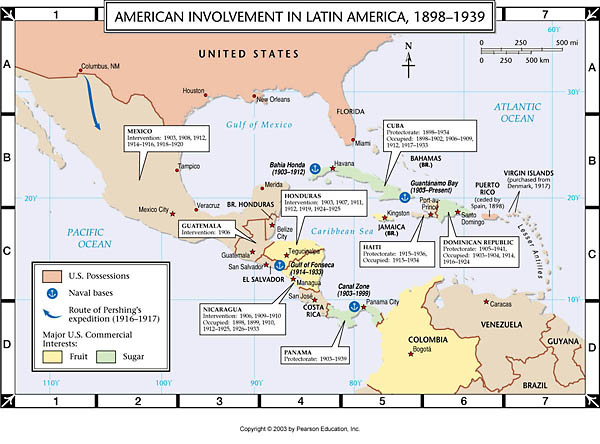 AMERICAN INVOLVEMENT IN LATIN AMERICA, 1898–1939
1
7
A
A
B
B
C
C
D
D
Columbus, NM
UNITED STATES
Houston
New Orleans
FLORIDA
Miami
N
0 250 500 mi
0 250 500 km
30°N
30°N
ATLANTIC
OCEAN
Gulf of Mexico
MEXICO
Intervention: 1903, 1908, 1912,
1914–1916, 1918–1920
CUBA
Protectorate: 1898–1934
Occupied: 1898–1902, 1906–1909,
1912, 1917–1933
BAHAMAS
(BR.)
Bahia Honda
(1903–1912)
Havana
Tampico
Merida
Guantánamo Bay
(1905–Present)
PUERTO
RICO
(ceded by
Spain, 1898)
VIRGIN ISLANDS
(purchased from
Denmark, 1917)
20°N
20°N
Mexico City
Veracruz
BR. HONDURAS
HONDURAS
Intervention: 1903, 1907, 1911,
1912, 1919, 1924–1925
Port-au-
Prince
Santo
Domingo
Kingston
JAMAICA
(BR.)
Belize
City
Caribbean Sea
Lesser Antilles
PACIFIC
OCEAN
GUATEMALA
Intervention: 1906
HAITI
Protectorate: 1915–1936,
Occupied: 1915–1934
DOMINICAN REPUBLIC
Protectorate: 1905–1941,
Occupied: 1903–1904, 1914,
1916–1924
Guatemala
Tegucigalpa
San Salvador
EL SALVADOR
Gulf of Fonseca
(1914–1933)
Managua
Canal Zone
(1903–1999)
U.S. Possessions
Naval bases
Route of Pershing's
expedition (1916–1917)
Major U.S. Commercial
Interests:
Fruit
Sugar
NICARAGUA
Intervention: 1906, 1909–1910
Occupied: 1898, 1899, 1910,
1912–1925, 1926–1933
San José
COSTA
RICA
Panama City
PANAMA
Protectorate: 1903–1939
Caracas
10°N
VENEZUELA
GUYANA
COLOMBIA
Bogotá
BRAZIL
110°W
100°W
90°W
80°W
70°W
60°W
1
2
3
4
5
6
7
Copyright © 2003 by Pearson Education, Inc.